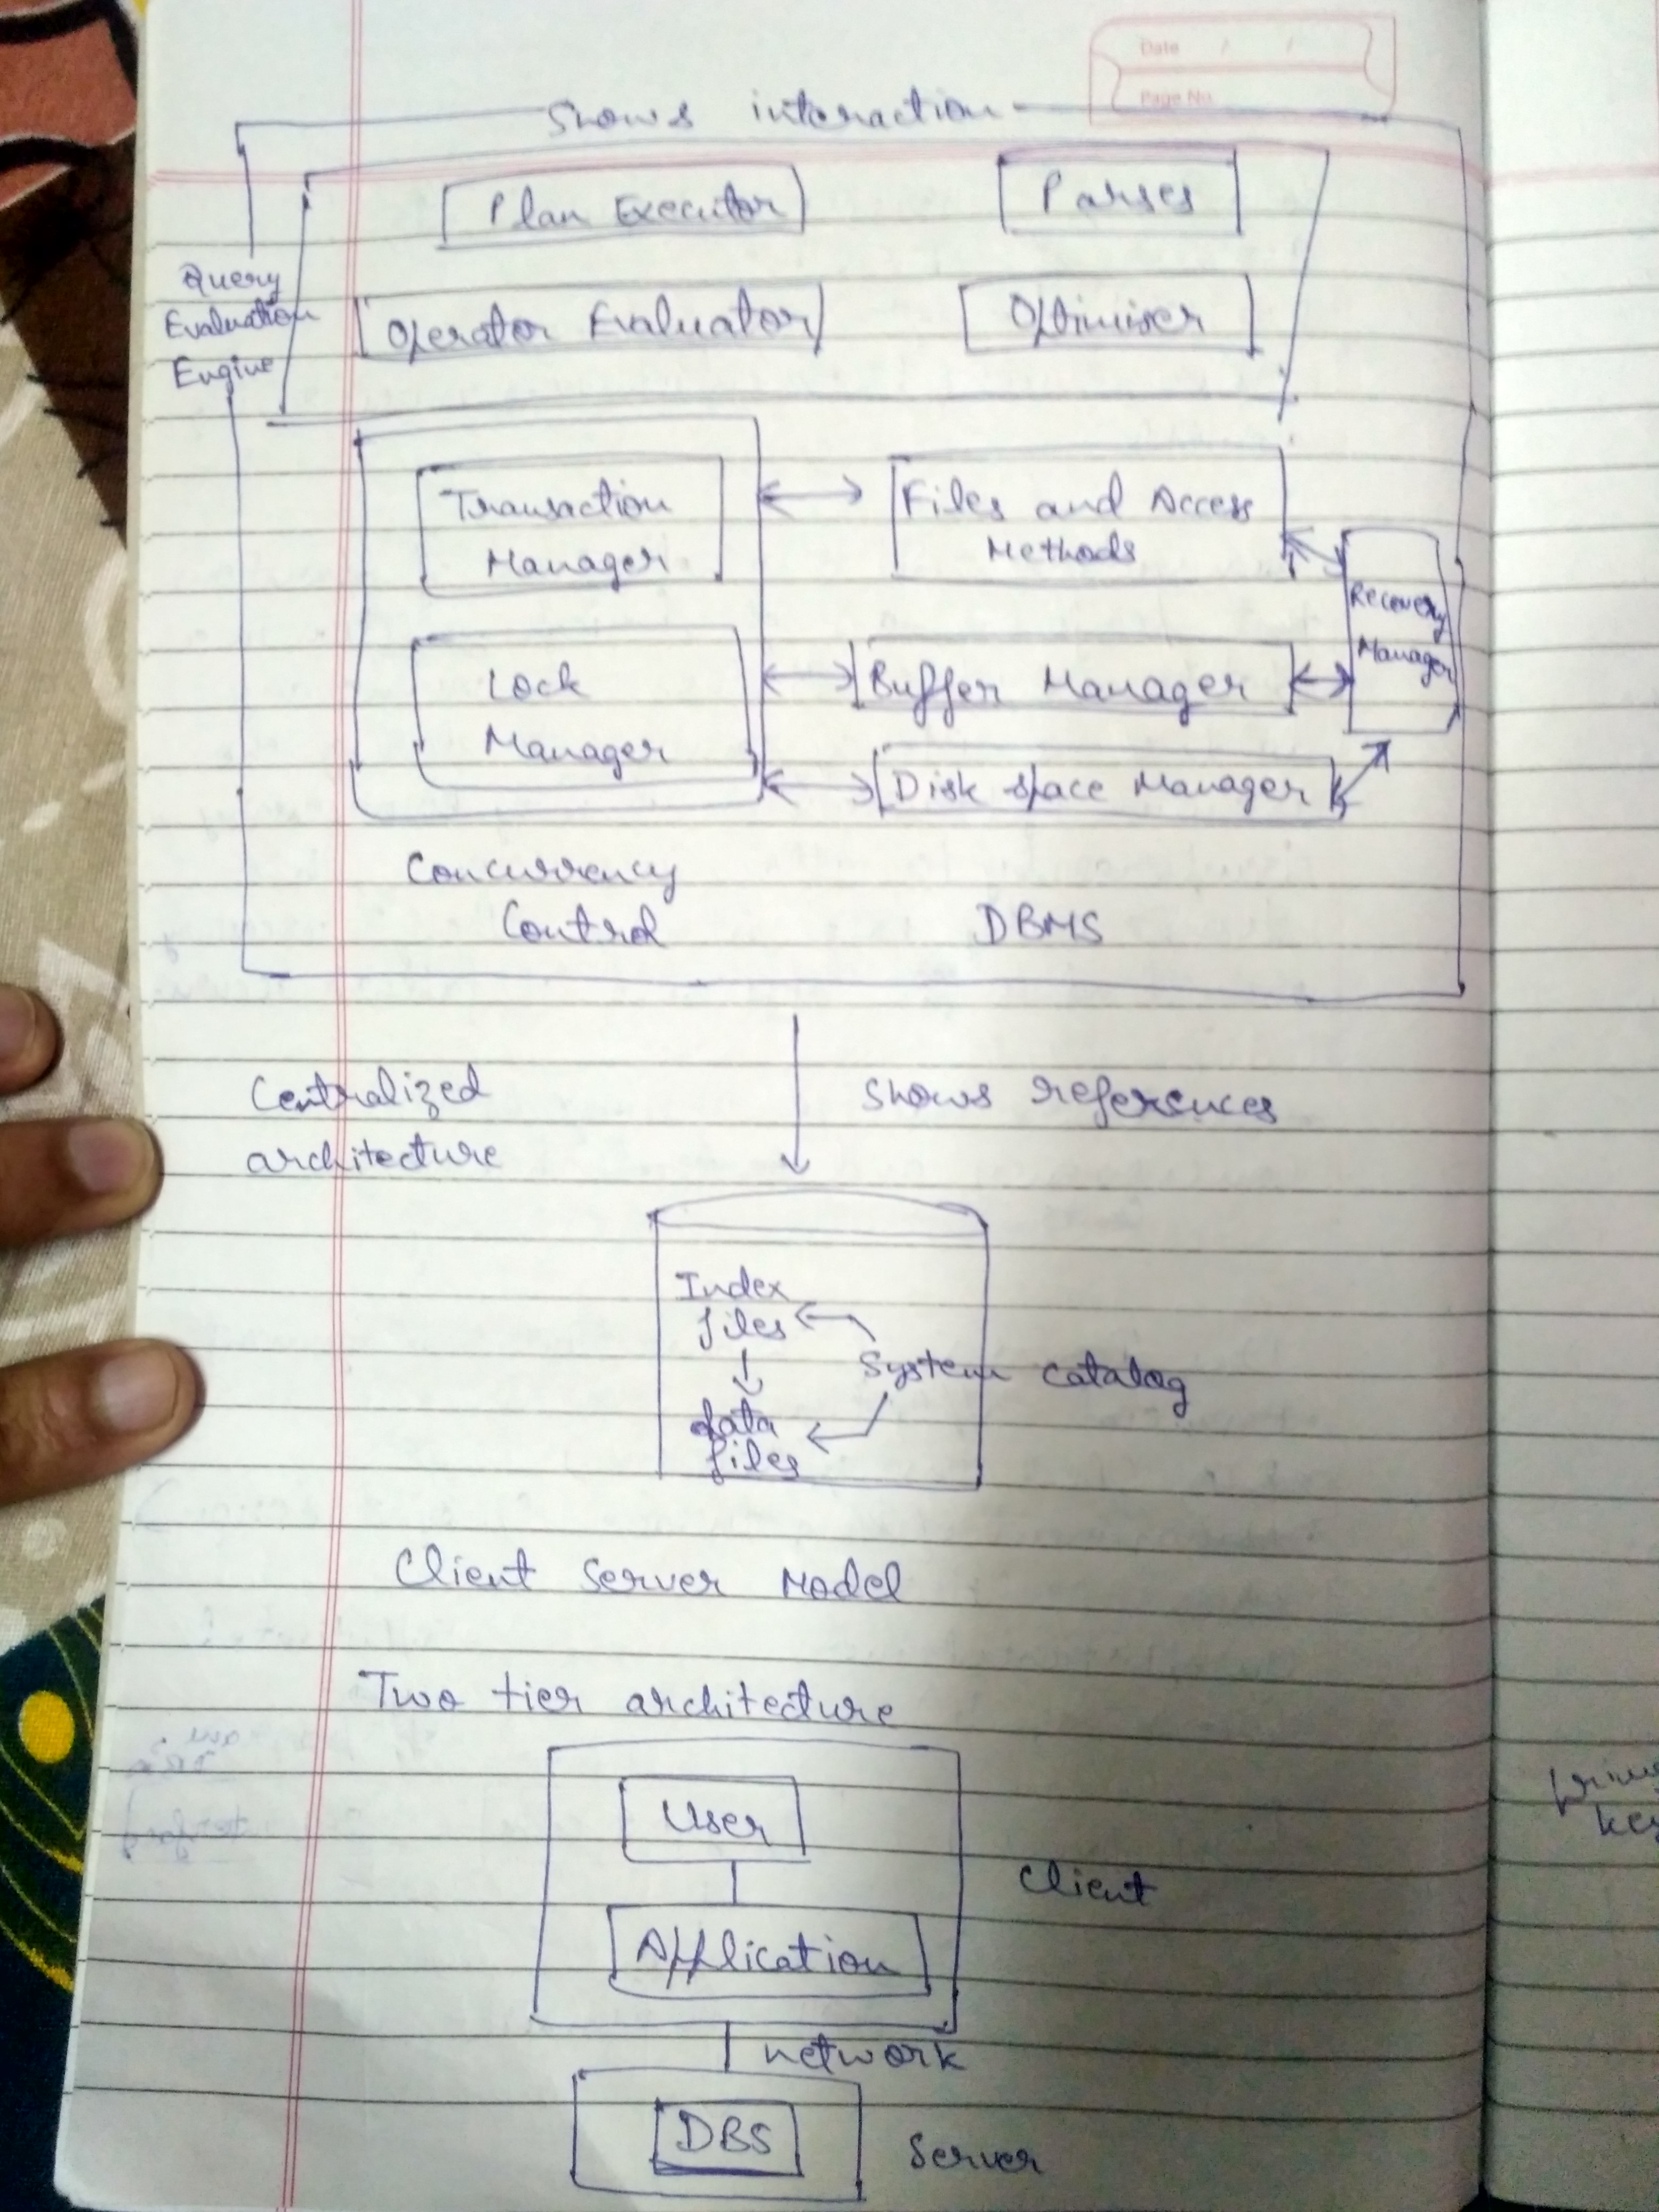 Date / /
Page No.
Shows interaction
Plan Executor
Parses
Query
Evaluation
Engine
Operator Evaluator
Optimiser
Transaction
Manager
Files and Access
Methods
Recovery
Manager
Lock
Manager
Buffer Manager
Disk space Manager
Concurrency
Control
DBMS
Centralized
architecture
Shows references
Index
files
System catalog
data
files
Client Server Model
Two tier architecture
User
Client
Application
network
DBS
Server